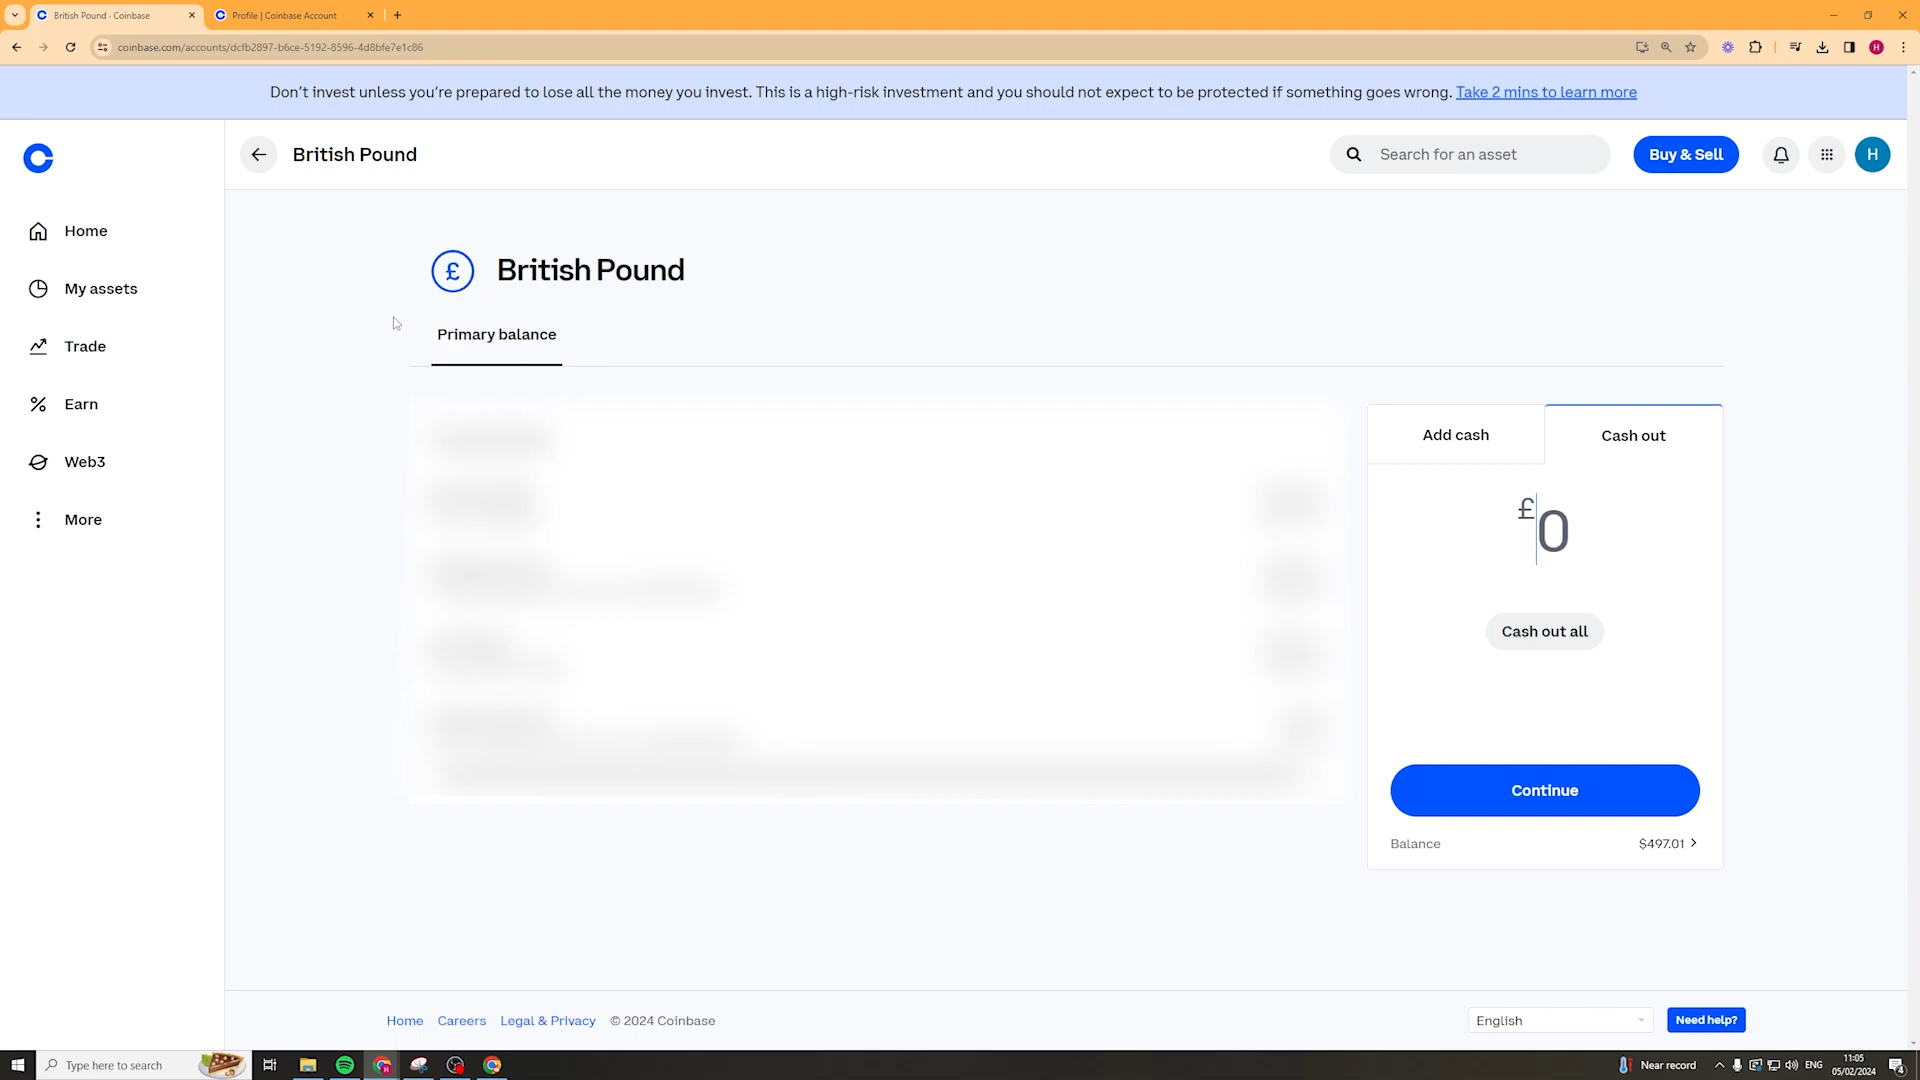 British Pound - Coinbase
Profile | Coinbase Account
coinbase.com/accounts/dcfb2897-b6ce-5192-8596-4d8bfe7e1c86
H
Don't invest unless you're prepared to lose all the money you invest. This is a high-risk investment and you should not expect to be protected if something goes wrong. Take 2 mins to learn more
British Pound
Search for an asset
Buy & Sell
H
Home
My assets
Trade
Earn
Web3
More
£
British Pound
Primary balance
Add cash
Cash out
£0
Cash out all
Continue
Balance
$497.01
Home
Careers
Legal & Privacy
© 2024 Coinbase
English
Need help?
Type here to search
Near record
ENG
11:05
05/02/2024
4